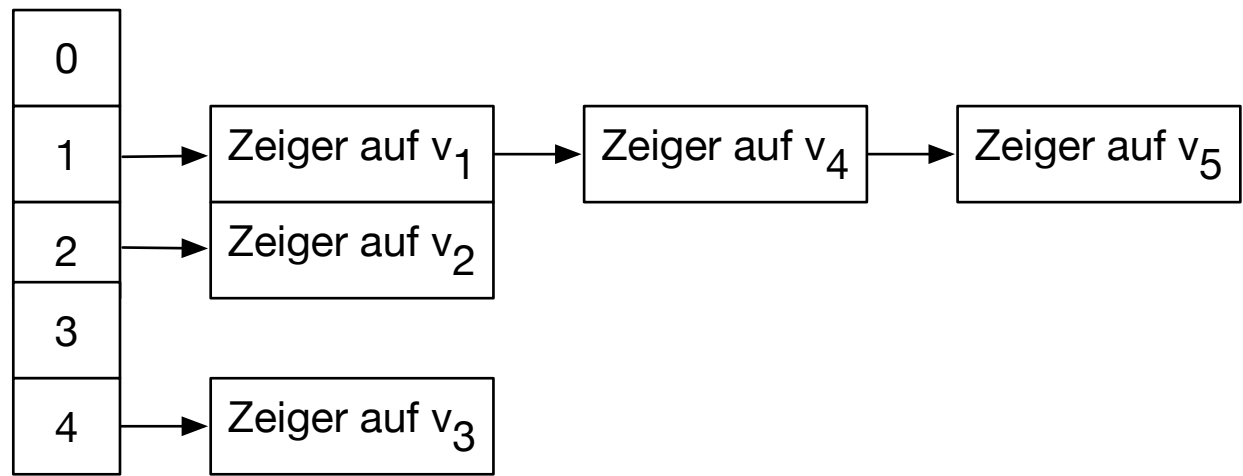 0
1 Zeiger auf v₁ Zeiger auf v₄ Zeiger auf v₅
2 Zeiger auf v₂
3
4 Zeiger auf v₃